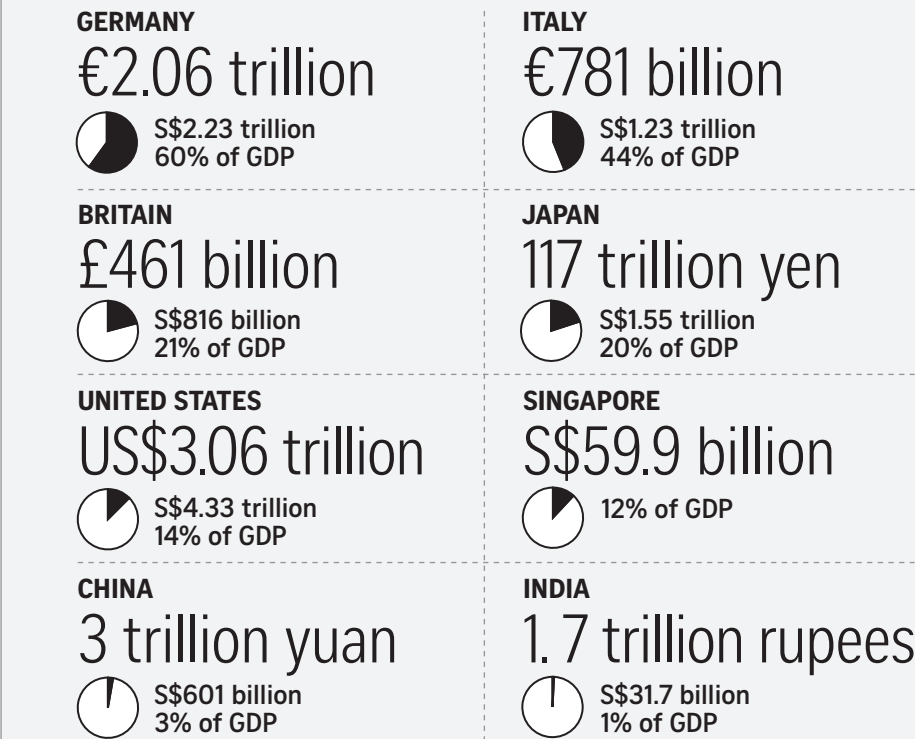 GERMANY
€2.06 trillion
S$2.23 trillion
60% of GDP
ITALY
€781 billion
S$1.23 trillion
44% of GDP
BRITAIN
£461 billion
S$816 billion
21% of GDP
JAPAN
117 trillion yen
S$1.55 trillion
20% of GDP
UNITED STATES
US$3.06 trillion
S$4.33 trillion
14% of GDP
SINGAPORE
S$59.9 billion
12% of GDP
CHINA
3 trillion yuan
S$601 billion
3% of GDP
INDIA
1. 7 trillion rupees
S$31.7 billion
1% of GDP